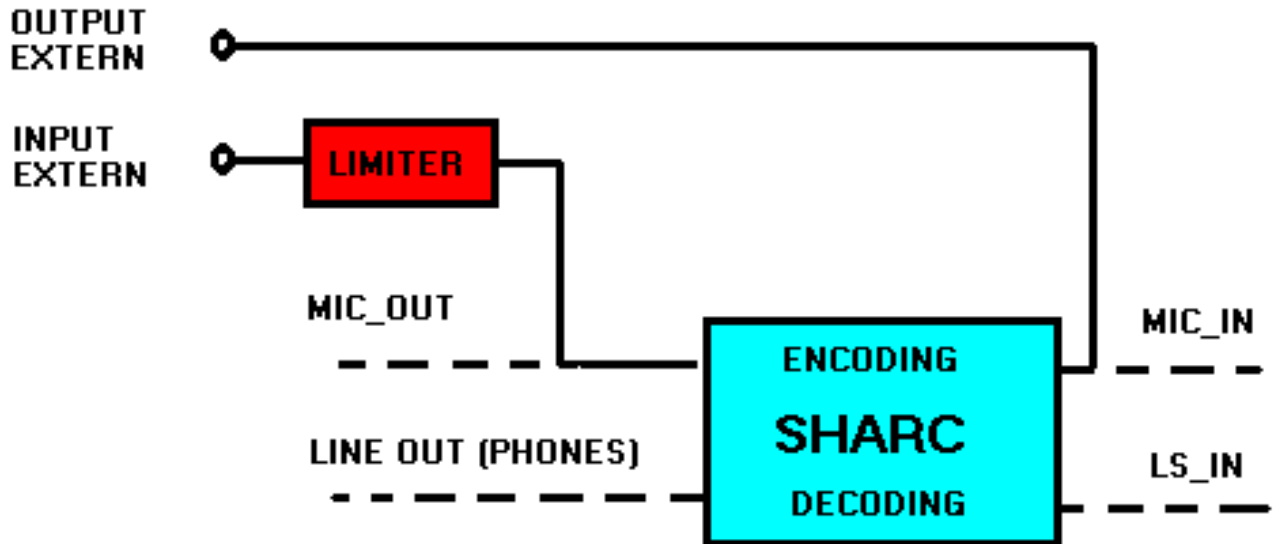 OUTPUT
EXTERN
INPUT
EXTERN
LIMITER
MIC_OUT
MIC_IN
ENCODING
SHARC
LINE OUT (PHONES)
LS_IN
DECODING